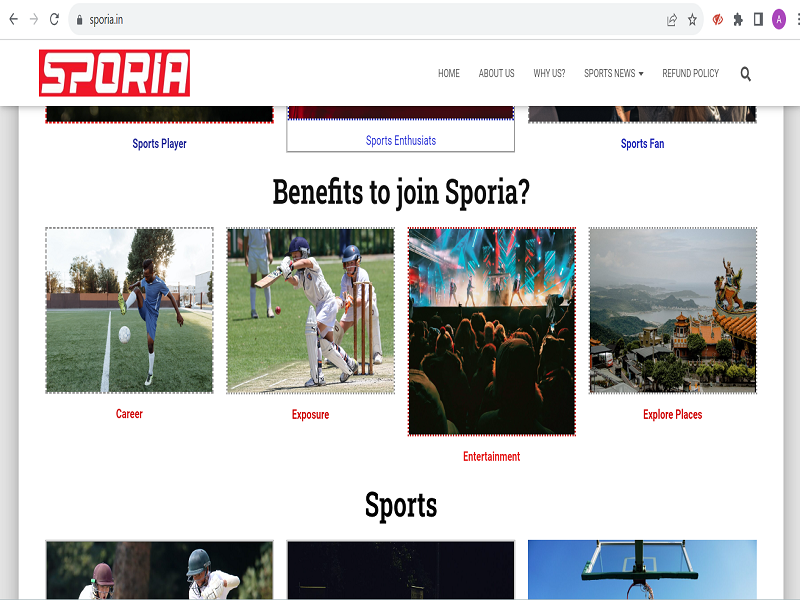 sporia.in
A
SPORIA
HOME
ABOUT US
WHY US?
SPORTS NEWS
REFUND POLICY
Sports Player
Sports Enthusiats
Sports Fan
Benefits to join Sporia?
Career
Exposure
Entertainment
Explore Places
Sports